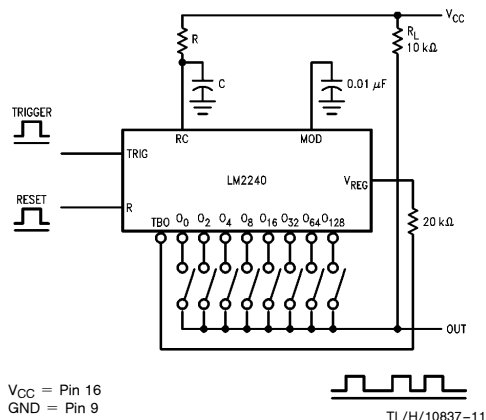 V_CC
R
R_L
10 kΩ
C
0.01 μF
TRIGGER
RC
MOD
TRIG
LM2240
V_REG
RESET
R
20 kΩ
TBO O_0 O_2 O_4 O_8 O_16 O_32 O_64 O_128
OUT
V_CC = Pin 16
GND = Pin 9
TL/H/10837-11